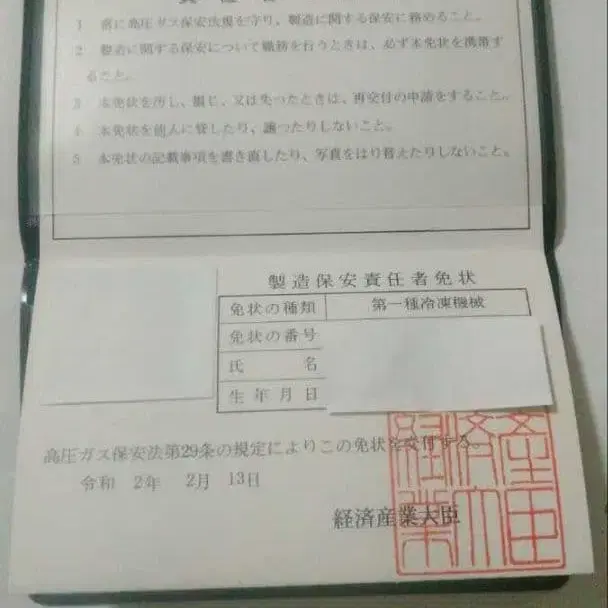 1 常に高圧ガス保安法規を守り、製造に関する保安に務めること。
2 製造に関する保安について職務を行うときは、必ず本免状を携帯す
ること。
3 本免状を汚し、損じ、又は失つたときは、再交付の申請をすること。
4 本免状を他人に貸したり、譲つたりしないこと。
5 本免状の記載事項を書き直したり、写真をはり替えたりしないこと。
製造保安責任者免状
免状の種類 第一種冷凍機械
免状の番号
氏 名
生年月日
高圧ガス保安法第29条の規定によりこの免状を交付する。
令和 2年 2月 13日
経済産業大臣